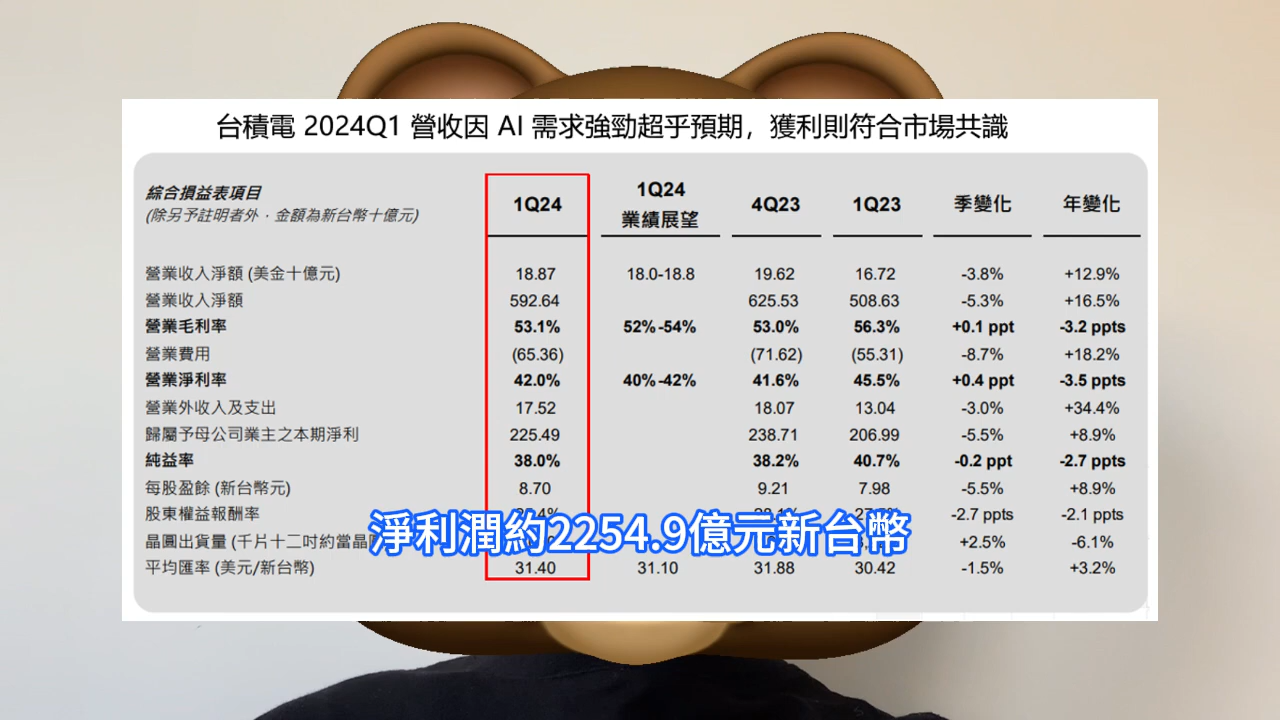 台積電 2024Q1 營收因 AI 需求強勁超乎預期，獲利則符合市場共識
綜合損益表項目
(除另予註明者外，金額為新台幣十億元)
1Q24
1Q24
業績展望
4Q23
1Q23
季變化
年變化
營業收入淨額 (美金十億元) 18.87 18.0-18.8 19.62 16.72 -3.8% +12.9%
營業收入淨額 592.64 625.53 508.63 -5.3% +16.5%
營業毛利率 53.1% 52%-54% 53.0% 56.3% +0.1 ppt -3.2 ppts
營業費用 (65.36) (71.62) (55.31) -8.7% +18.2%
營業淨利率 42.0% 40%-42% 41.6% 45.5% +0.4 ppt -3.5 ppts
營業外收入及支出 17.52 18.07 13.04 -3.0% +34.4%
歸屬予母公司業主之本期淨利 225.49 238.71 206.99 -5.5% +8.9%
純益率 38.0% 38.2% 40.7% -0.2 ppt -2.7 ppts
每股盈餘 (新台幣元) 8.70 9.21 7.98 -5.5% +8.9%
股東權益報酬率 -2.7 ppts -2.1 ppts
晶圓出貨量 (千片十二吋約當晶 +2.5% -6.1%
平均匯率 (美元/新台幣) 31.40 31.10 31.88 30.42 -1.5% +3.2%
淨利潤約2254.9億元新台幣